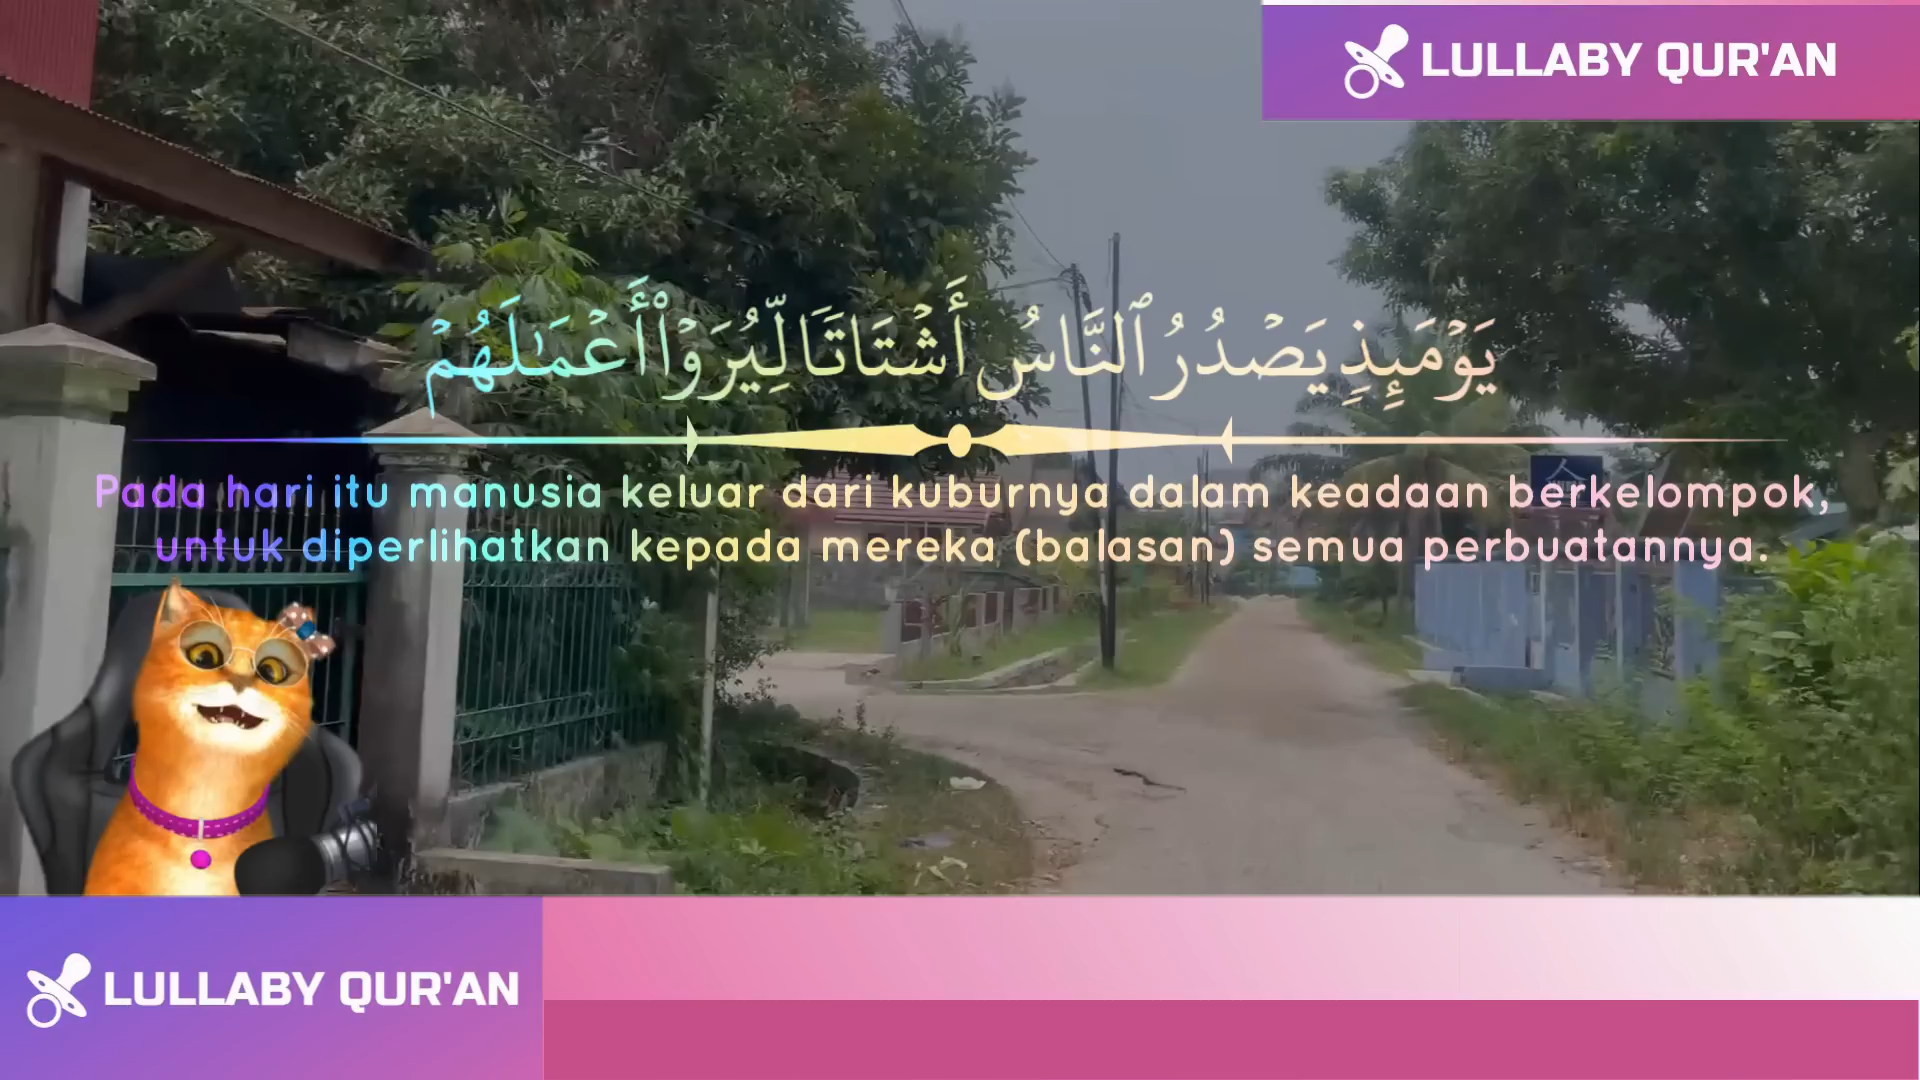 LULLABY QUR'AN
يَوْمَئِذٍ يَصْدُرُ ٱلنَّاسُ أَشْتَاتًا لِّيُرَوْا۟ أَعْمَـٰلَهُمْ
Pada hari itu manusia keluar dari kuburnya dalam keadaan berkelompok,
untuk diperlihatkan kepada mereka (balasan) semua perbuatannya.
LULLABY QUR'AN